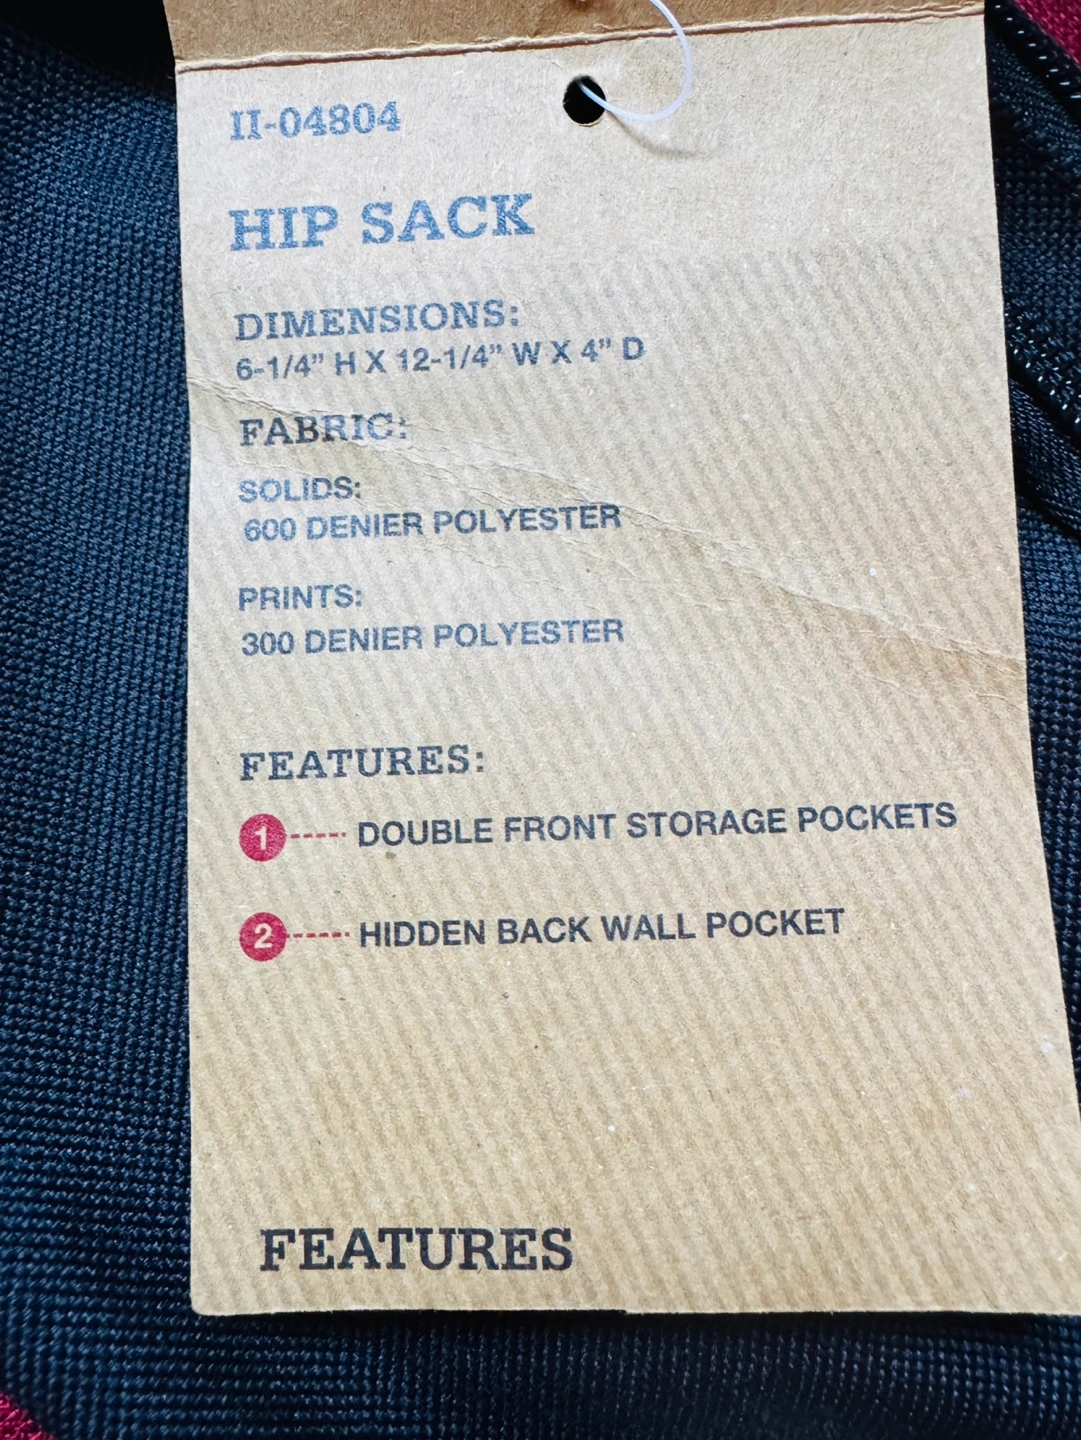 II-04804
HIP SACK
DIMENSIONS:
6-1/4” H X 12-1/4” W X 4” D
FABRIC:
SOLIDS:
600 DENIER POLYESTER
PRINTS:
300 DENIER POLYESTER
FEATURES:
1 ----- DOUBLE FRONT STORAGE POCKETS
2 ----- HIDDEN BACK WALL POCKET
FEATURES